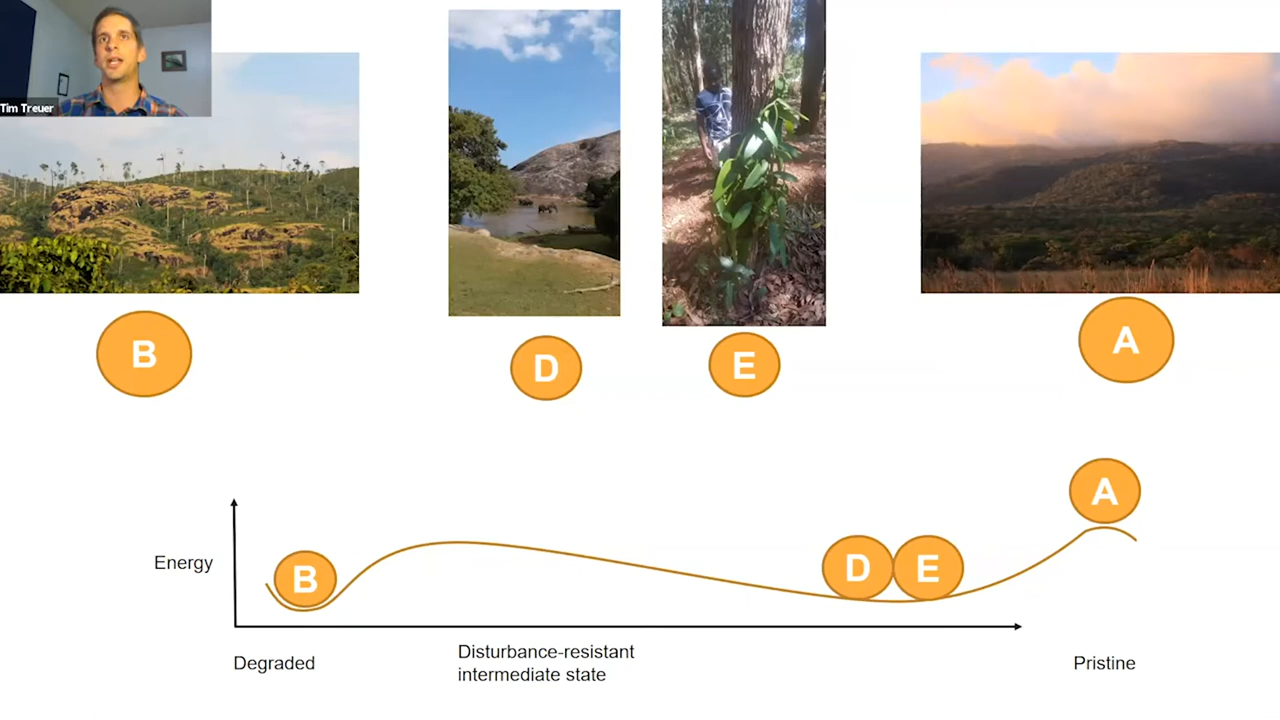 Tim Treuer
B
D
E
A
A
Energy
B
D
E
Degraded
Disturbance-resistant
intermediate state
Pristine